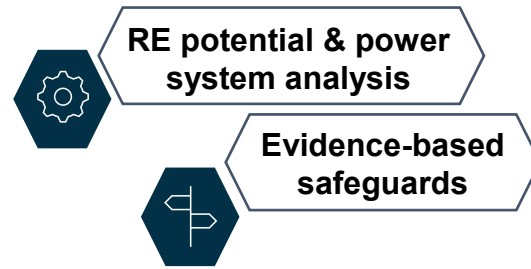 RE potential & power
system analysis
Evidence-based
safeguards